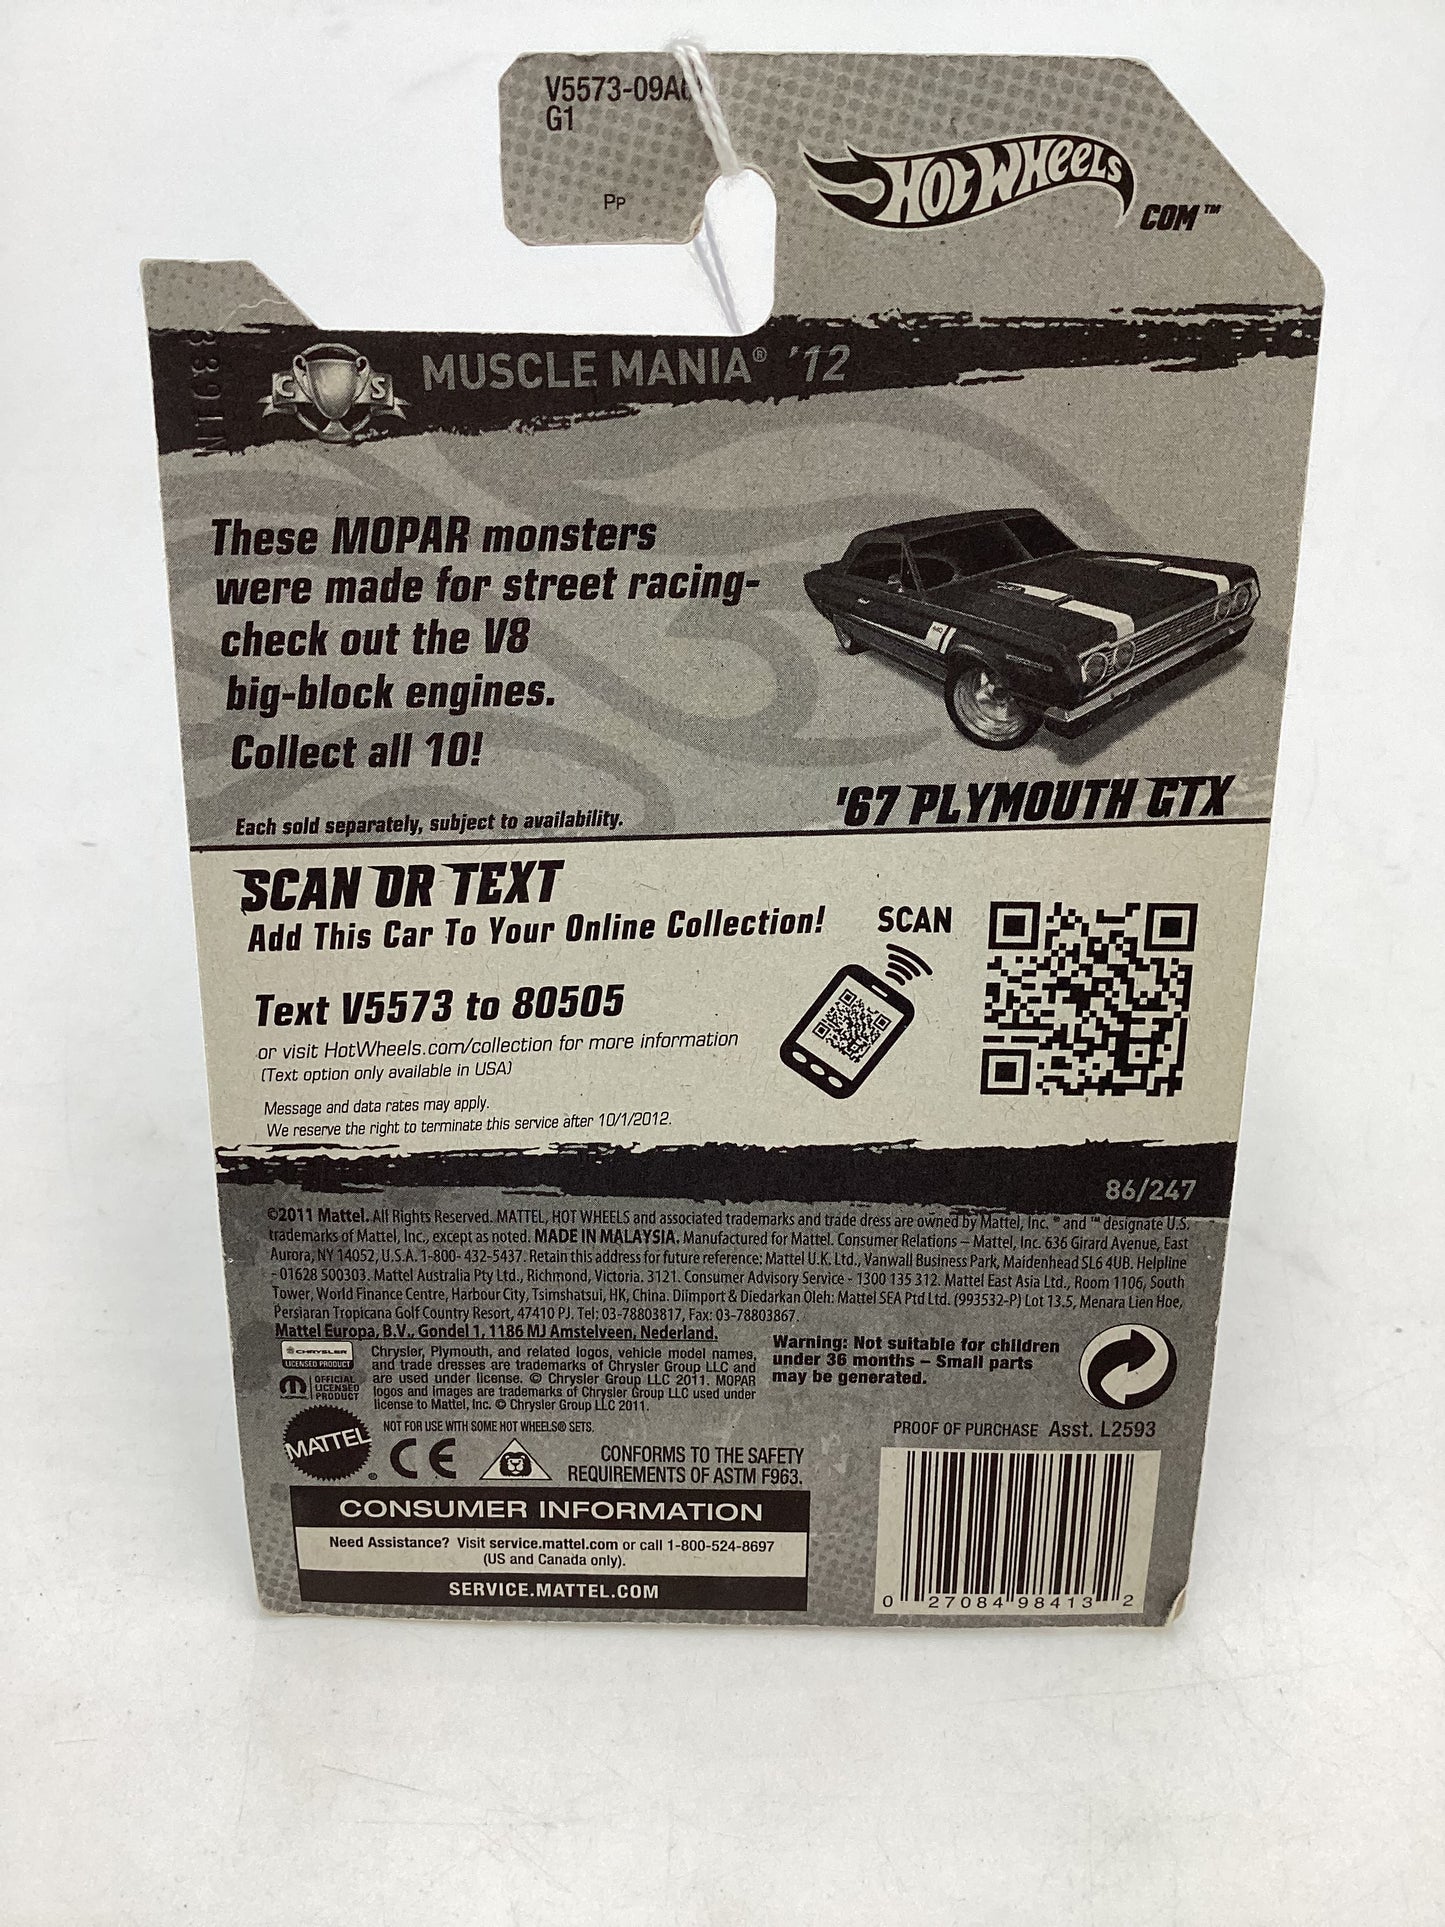 V5573-09A
G1
Pp
HOT WHEELS
.COM™
C S
MUSCLE MANIA® '12
These MOPAR monsters
were made for street racing-
check out the V8
big-block engines.
Collect all 10!
Each sold separately, subject to availability.
'67 PLYMOUTH GTX
SCAN OR TEXT
Add This Car To Your Online Collection!
SCAN
Text V5573 to 80505
or visit HotWheels.com/collection for more information
(Text option only available in USA)
Message and data rates may apply.
We reserve the right to terminate this service after 10/1/2012.
86/247
©2011 Mattel. All Rights Reserved. MATTEL, HOT WHEELS and associated trademarks and trade dress are owned by Mattel, Inc. ® and ™ designate U.S.
trademarks of Mattel, Inc., except as noted. MADE IN MALAYSIA. Manufactured for Mattel. Consumer Relations – Mattel, Inc. 636 Girard Avenue, East
Aurora, NY 14052, U.S.A. 1-800-432-5437. Retain this address for future reference: Mattel U.K. Ltd., Vanwall Business Park, Maidenhead SL6 4UB. Helpline
- 01628 500303. Mattel Australia Pty Ltd., Richmond, Victoria. 3121. Consumer Advisory Service - 1300 135 312. Mattel East Asia Ltd., Room 1106, South
Tower, World Finance Centre, Harbour City, Tsimshatsui, HK, China. Diimport & Diedarkan Oleh: Mattel SEA Ptd Ltd. (993532-P) Lot 13.5, Menara Lien Hoe,
Persiaran Tropicana Golf Country Resort, 47410 PJ. Tel: 03-78803817, Fax: 03-78803867.
Mattel Europa, B.V., Gondel 1, 1186 MJ Amstelveen, Nederland.
CHRYSLER
LICENSED PRODUCT
MOPAR
OFFICIAL
LICENSED
PRODUCT
Chrysler, Plymouth, and related logos, vehicle model names,
and trade dresses are trademarks of Chrysler Group LLC and
are used under license. © Chrysler Group LLC 2011. MOPAR
logos and images are trademarks of Chrysler Group LLC used under
license to Mattel, Inc. © Chrysler Group LLC 2011.
Warning: Not suitable for children
under 36 months – Small parts
may be generated.
NOT FOR USE WITH SOME HOT WHEELS® SETS.
MATTEL®
CE
CONFORMS TO THE SAFETY
REQUIREMENTS OF ASTM F963.
PROOF OF PURCHASE Asst. L2593
CONSUMER INFORMATION
Need Assistance? Visit service.mattel.com or call 1-800-524-8697
(US and Canada only).
SERVICE.MATTEL.COM
0 27084 98413 2